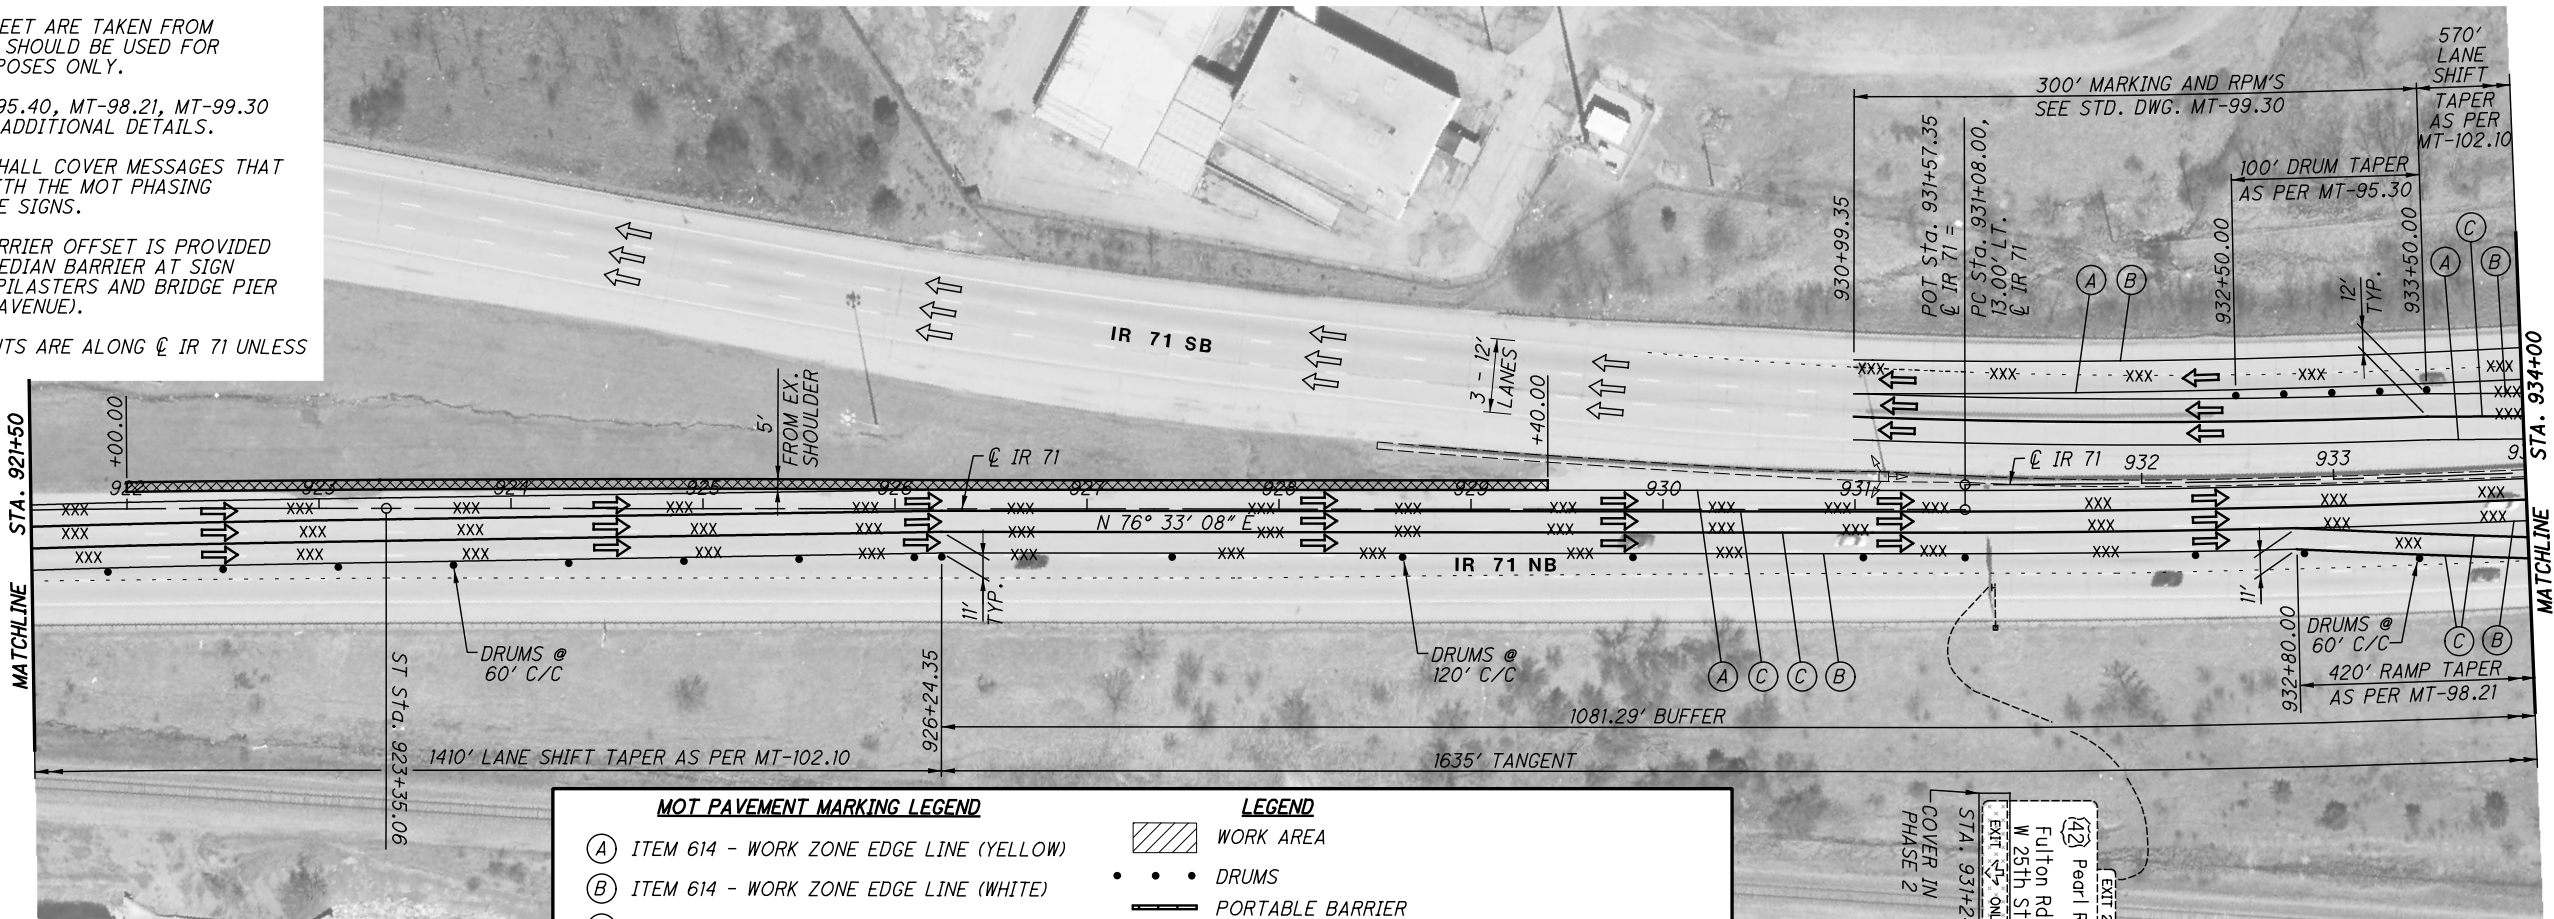 EET ARE TAKEN FROM
SHOULD BE USED FOR
POSES ONLY.
95.40, MT-98.21, MT-99.30
ADDITIONAL DETAILS.
HALL COVER MESSAGES THAT
TH THE MOT PHASING
E SIGNS.
RRIER OFFSET IS PROVIDED
EDIAN BARRIER AT SIGN
PILASTERS AND BRIDGE PIER
AVENUE).
NTS ARE ALONG ℄ IR 71 UNLESS
570'
LANE
SHIFT
TAPER
AS PER
MT-102.10
300' MARKING AND RPM'S
SEE STD. DWG. MT-99.30
100' DRUM TAPER
AS PER MT-95.30
930+99.35
POT Sta. 931+57.35
℄ IR 71 =
PC Sta. 931+08.00,
13.00' LT.
℄ IR 71
932+50.00
933+50.00
12'
TYP.
A
B
C
A
B
IR 71 SB
3 - 12'
LANES
+40.00
5'
FROM EX.
SHOULDER
+00.00
MATCHLINE STA. 921+50
MATCHLINE STA. 934+00
℄ IR 71
℄ IR 71
922
923
924
925
926
927
928
929
930
931
932
933
XXX
N 76° 33' 08" E
IR 71 NB
11'
TYP.
11'
DRUMS @
60' C/C
DRUMS @
120' C/C
DRUMS @
60' C/C
A
C
C
B
C
B
ST Sta. 923+35.06
926+24.35
932+80.00
420' RAMP TAPER
AS PER MT-98.21
1081.29' BUFFER
1410' LANE SHIFT TAPER AS PER MT-102.10
1635' TANGENT
MOT PAVEMENT MARKING LEGEND
A ITEM 614 - WORK ZONE EDGE LINE (YELLOW)
B ITEM 614 - WORK ZONE EDGE LINE (WHITE)
LEGEND
WORK AREA
DRUMS
PORTABLE BARRIER
COVER IN
PHASE 2
STA. 931+2
EXIT ONL
42 Pearl R
Fulton Rd
W 25th St
EXIT 2